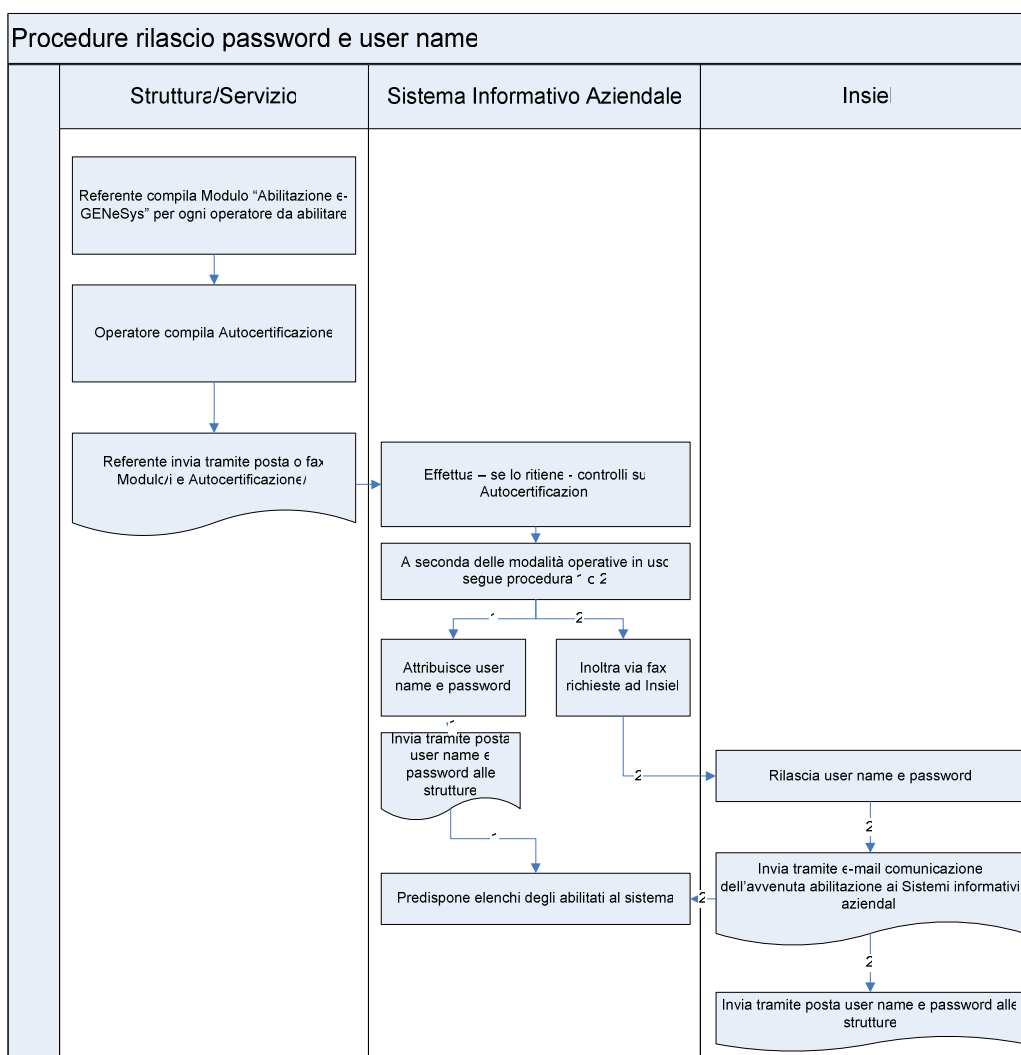 Procedure rilascio password e user name
Struttura/Servizio
Sistema Informativo Aziendale
Insiel
Referente compila Modulo “Abilitazione e-
GENeSys” per ogni operatore da abilitare
Operatore compila Autocertificazione
Referente invia tramite posta o fax
Modulo/i e Autocertificazione/
Effettua – se lo ritiene - controlli su
Autocertificazion
A seconda delle modalità operative in uso
segue procedura 1 o 2
1
2
Attribuisce user
name e password
Inoltra via fax
richieste ad Insiel
1
Invia tramite posta
user name e
password alle
strutture
2
Rilascia user name e password
1
2
Invia tramite e-mail comunicazione
dell’avvenuta abilitazione ai Sistemi informativi
aziendal
Predispone elenchi degli abilitati al sistema
2
2
Invia tramite posta user name e password alle
strutture